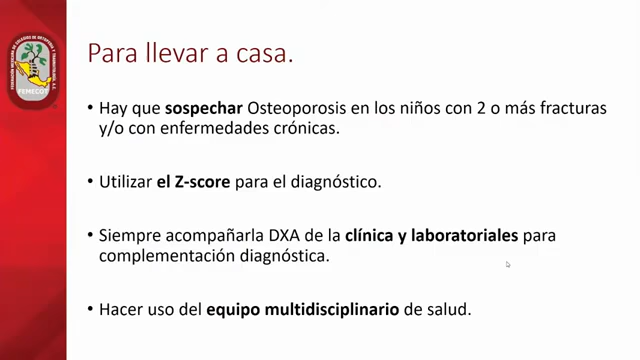 Para llevar a casa.
FEMECOT
• Hay que sospechar Osteoporosis en los niños con 2 o más fracturas
y/o con enfermedades crónicas.
• Utilizar el Z-score para el diagnóstico.
• Siempre acompañarla DXA de la clínica y laboratoriales para
complementación diagnóstica.
• Hacer uso del equipo multidisciplinario de salud.